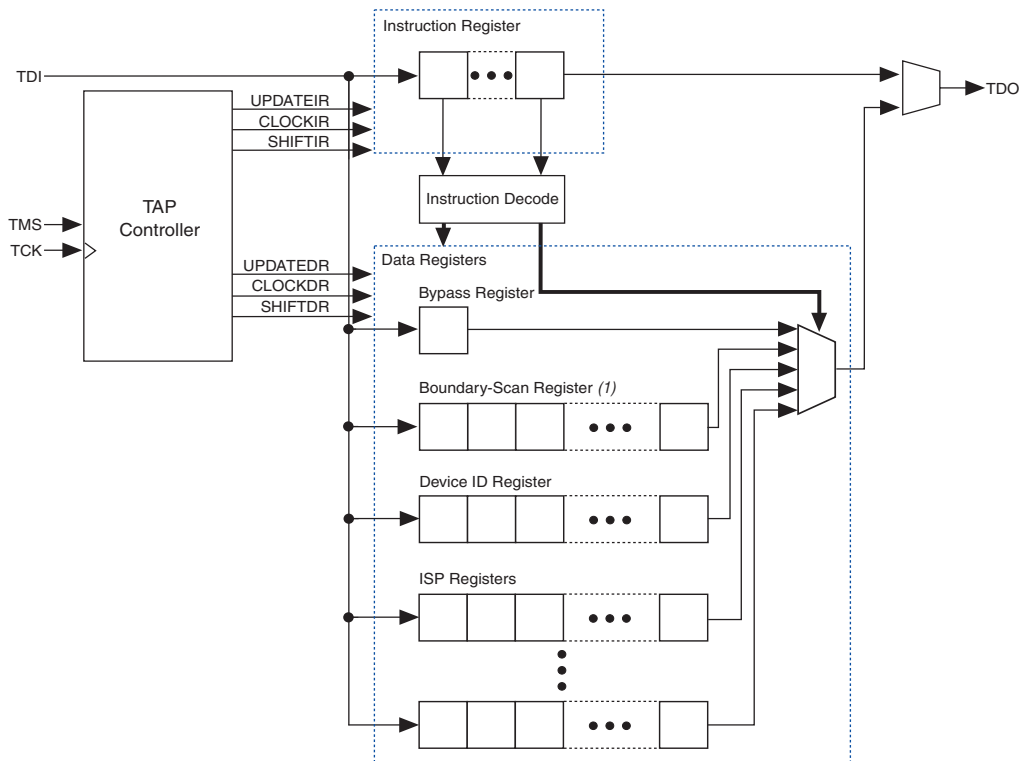 Instruction Register
TDI
TDO
UPDATEIR
CLOCKIR
SHIFTIR
TAP
Controller
Instruction Decode
TMS
TCK
UPDATEDR
CLOCKDR
SHIFTDR
Data Registers
Bypass Register
Boundary-Scan Register (1)
Device ID Register
ISP Registers